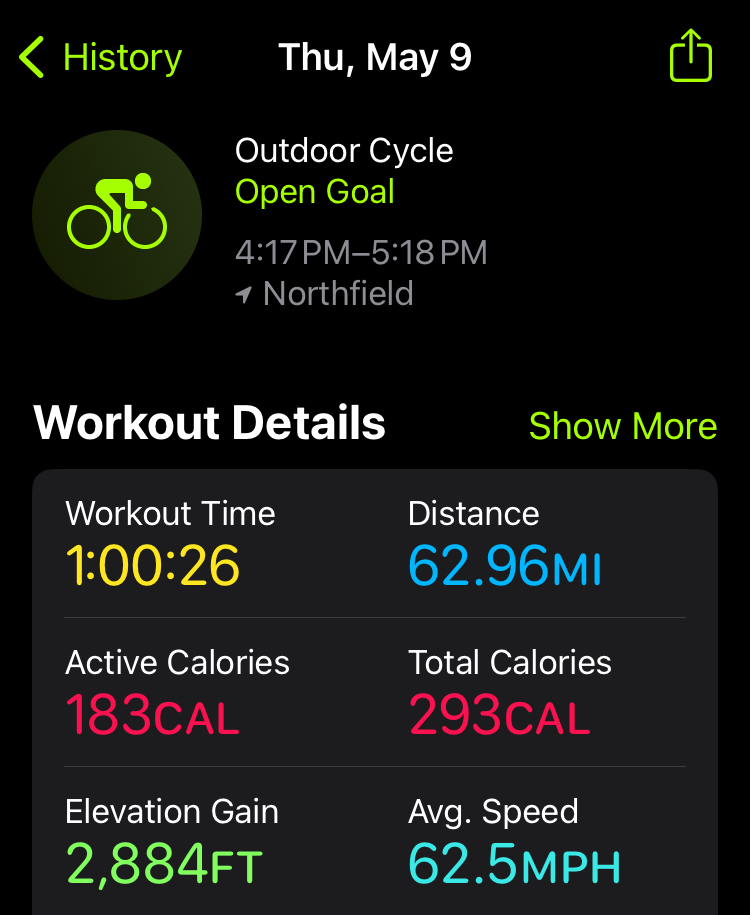 History
Thu, May 9
Outdoor Cycle
Open Goal
4:17 PM–5:18 PM
Northfield
Workout Details
Show More
Workout Time
Distance
1:00:26
62.96MI
Active Calories
Total Calories
183CAL
293CAL
Elevation Gain
Avg. Speed
2,884FT
62.5MPH